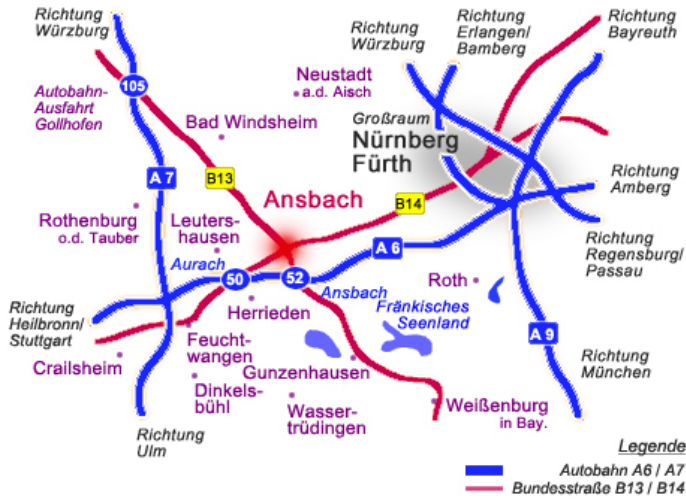 Richtung
Würzburg
105
Autobahn-
Ausfahrt
Gollhofen
Neustadt
a.d. Aisch
Bad Windsheim
Richtung
Würzburg
Richtung
Erlangen/
Bamberg
Richtung
Bayreuth
Großraum
Nürnberg
Fürth
A 7
B13
Ansbach
B14
Richtung
Amberg
Rothenburg
o.d. Tauber
Leuters-
hausen
Aurach
50
52
A 6
Ansbach
Roth
Richtung
Regensburg/
Passau
Richtung
Heilbronn/
Stuttgart
Herrieden
Fränkisches
Seenland
A 9
Crailsheim
Feucht-
wangen
Gunzenhausen
Richtung
München
Dinkels-
bühl
Wasser-
trüdingen
Weißenburg
in Bay.
Richtung
Ulm
Legende
Autobahn A6 / A7
Bundesstraße B13 / B14